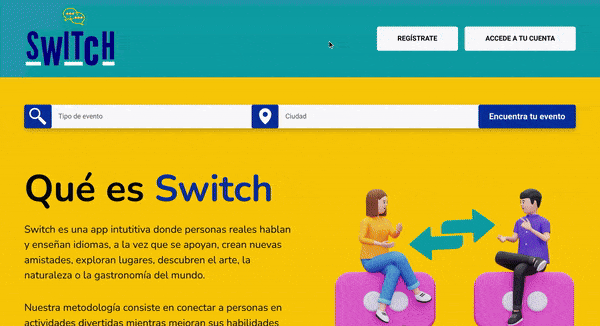 SWITCH
REGÍSTRATE
ACCEDE A TU CUENTA
Tipo de evento
Ciudad
Encuentra tu evento
Qué es Switch
Switch es una app intutitiva donde personas reales hablan
y enseñan idiomas, a la vez que se apoyan, crean nuevas
amistades, exploran lugares, descubren el arte, la
naturaleza o la gastronomía del mundo.
Nuestra metodología consiste en conectar a personas en
actividades divertidas mientras mejoran sus habilidades